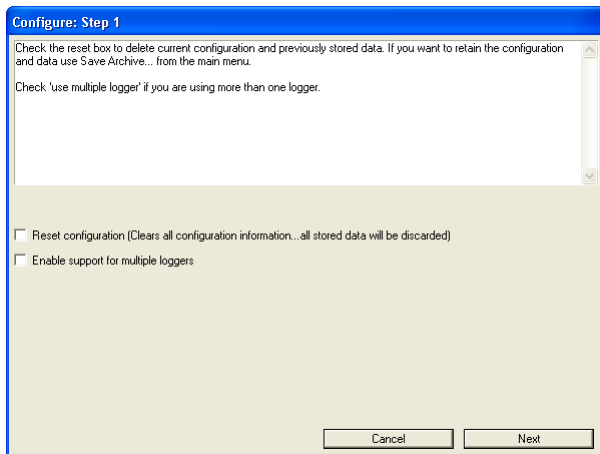 Configure: Step 1
Check the reset box to delete current configuration and previously stored data. If you want to retain the configuration
and data use Save Archive... from the main menu.
Check 'use multiple logger' if you are using more than one logger.
Reset configuration (Clears all configuration information...all stored data will be discarded)
Enable support for multiple loggers
Cancel Next